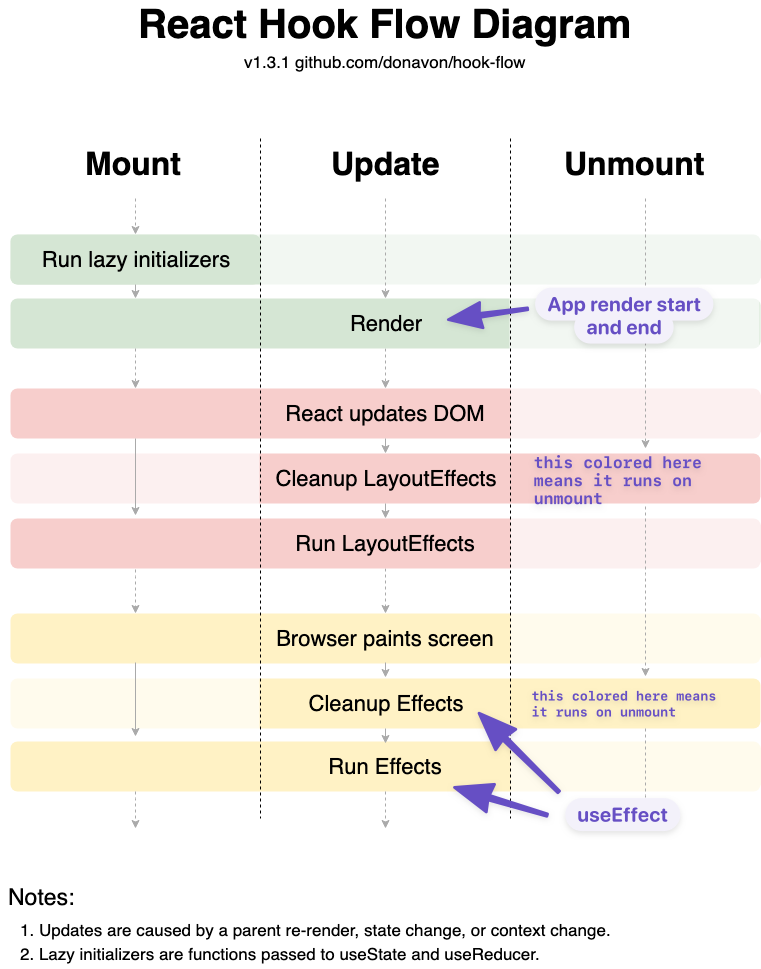 React Hook Flow Diagram
v1.3.1 github.com/donavon/hook-flow
Mount
Update
Unmount
Run lazy initializers
Render
App render start
and end
React updates DOM
Cleanup LayoutEffects
this colored here
means it runs on
unmount
Run LayoutEffects
Browser paints screen
Cleanup Effects
this colored here means
it runs on unmount
Run Effects
useEffect
Notes:
1. Updates are caused by a parent re-render, state change, or context change.
2. Lazy initializers are functions passed to useState and useReducer.